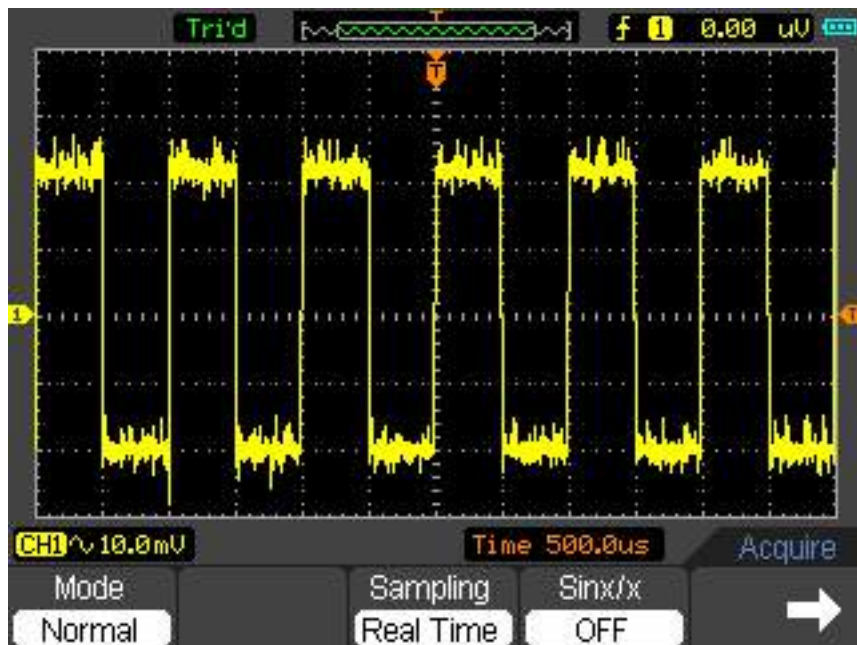 Tri'd T 1 0.00 uV
T
1 T
CH1 10.0mV Time 500.0us Acquire
Mode Sampling Sinx/x
Normal Real Time OFF